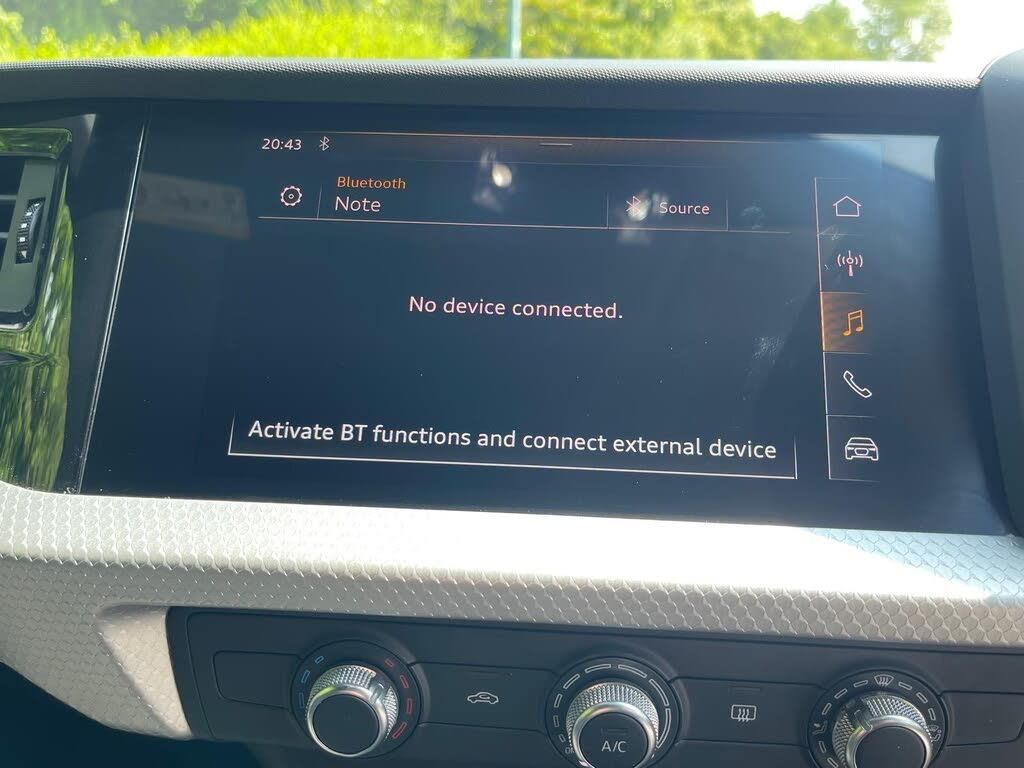 20:43
Bluetooth
Note
Source
No device connected.
Activate BT functions and connect external device
A/C